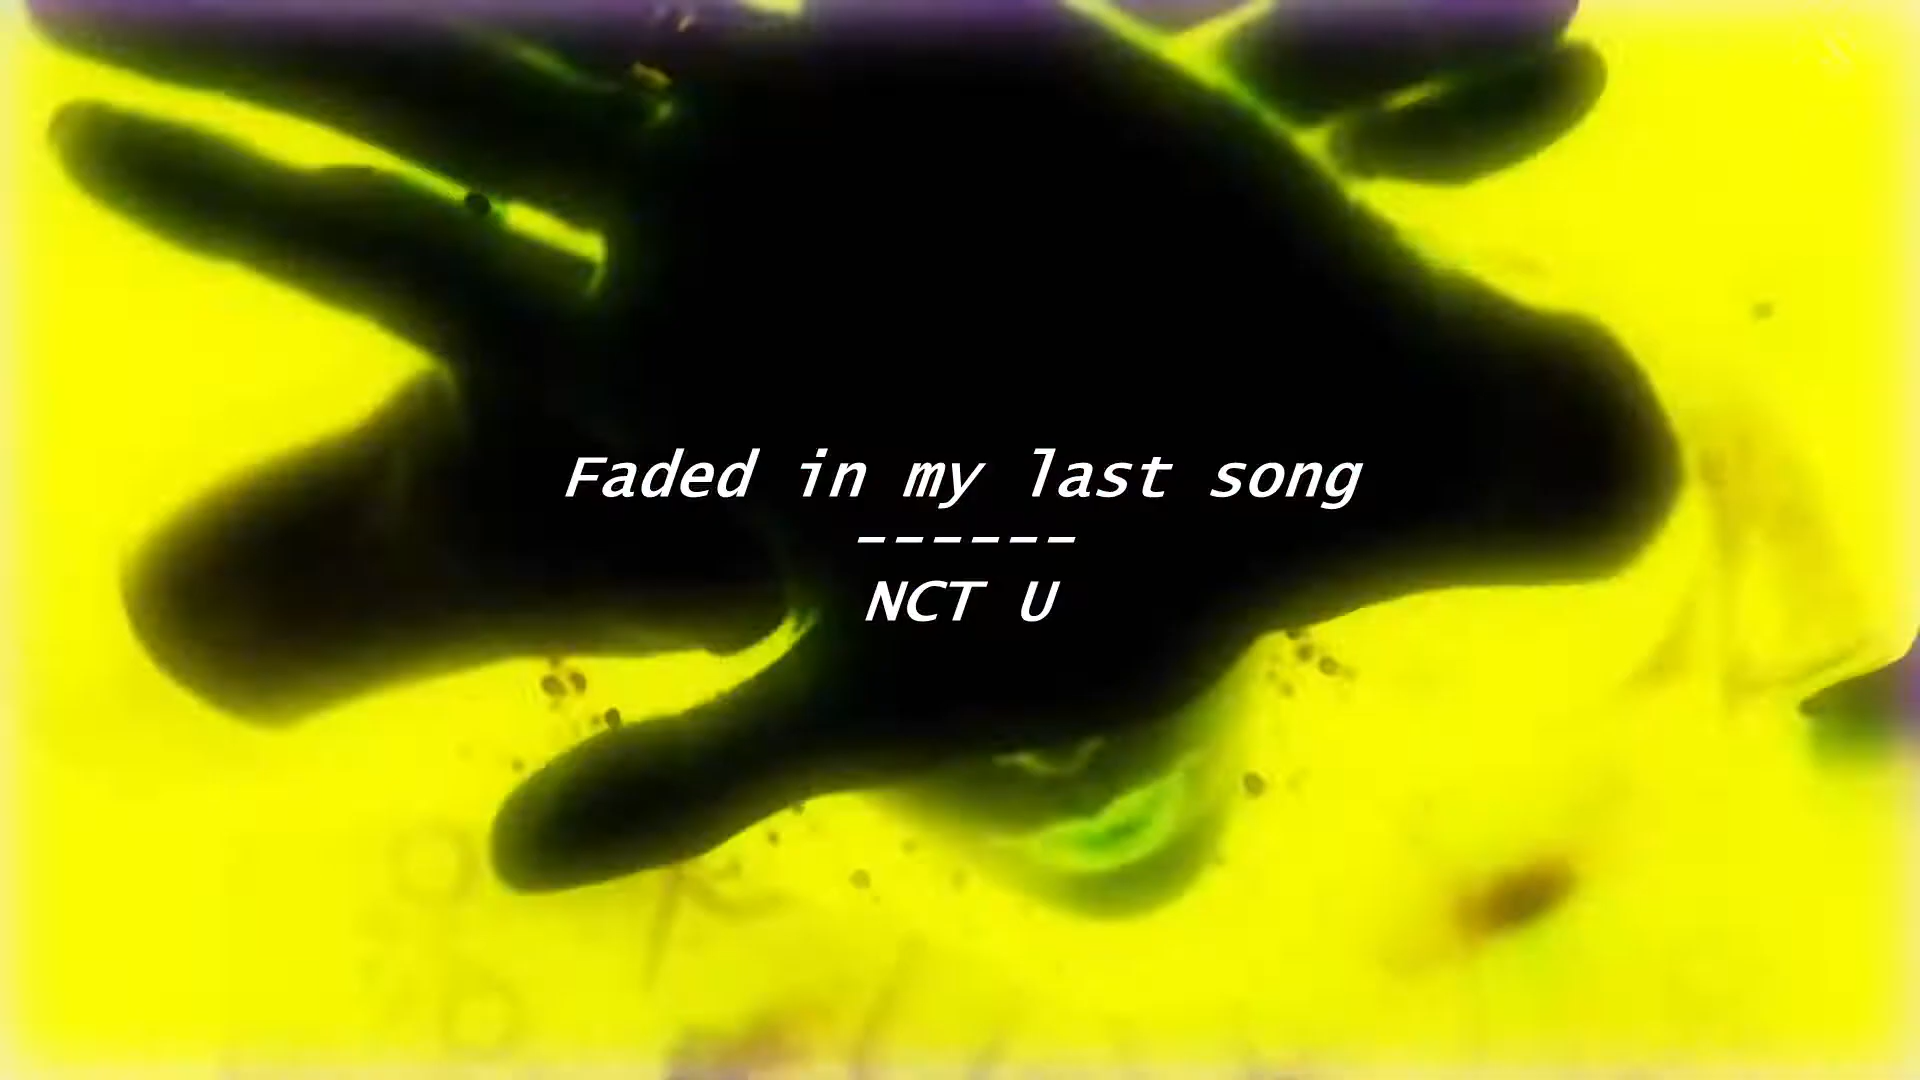 Faded in my last song
------
NCT U